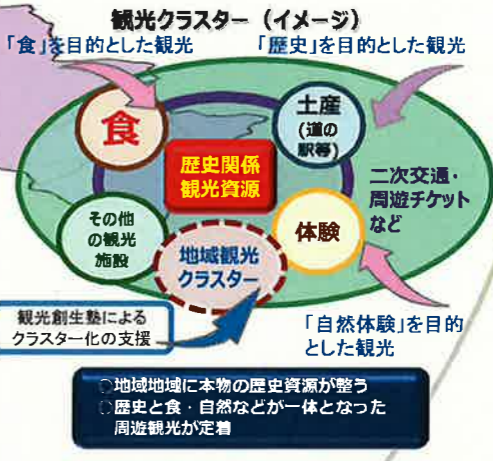 観光クラスター（イメージ）
「食」を目的とした観光
「歴史」を目的とした観光
食
土産
(道の
駅等)
歴史関係
観光資源
二次交通・
周遊チケット
など
その他
の観光
施設
地域観光
クラスター
体験
観光創生塾による
クラスター化の支援
「自然体験」を目的
とした観光
○地域地域に本物の歴史資源が整う
○歴史と食・自然などが一体となった
周遊観光が定着